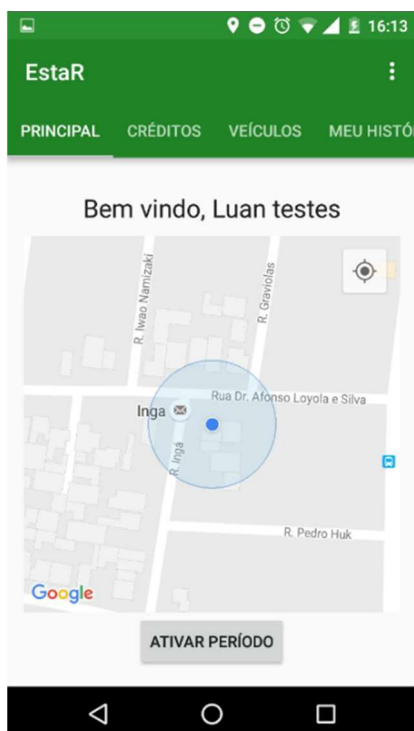 16:13
EstaR
PRINCIPAL CRÉDITOS VEÍCULOS MEU HISTÓ
Bem vindo, Luan testes
R. Iwao Namizaki
R. Graviolas
Rua Dr. Afonso Loyola e Silva
Inga
R. Ingá
R. Pedro Huk
Google
ATIVAR PERÍODO